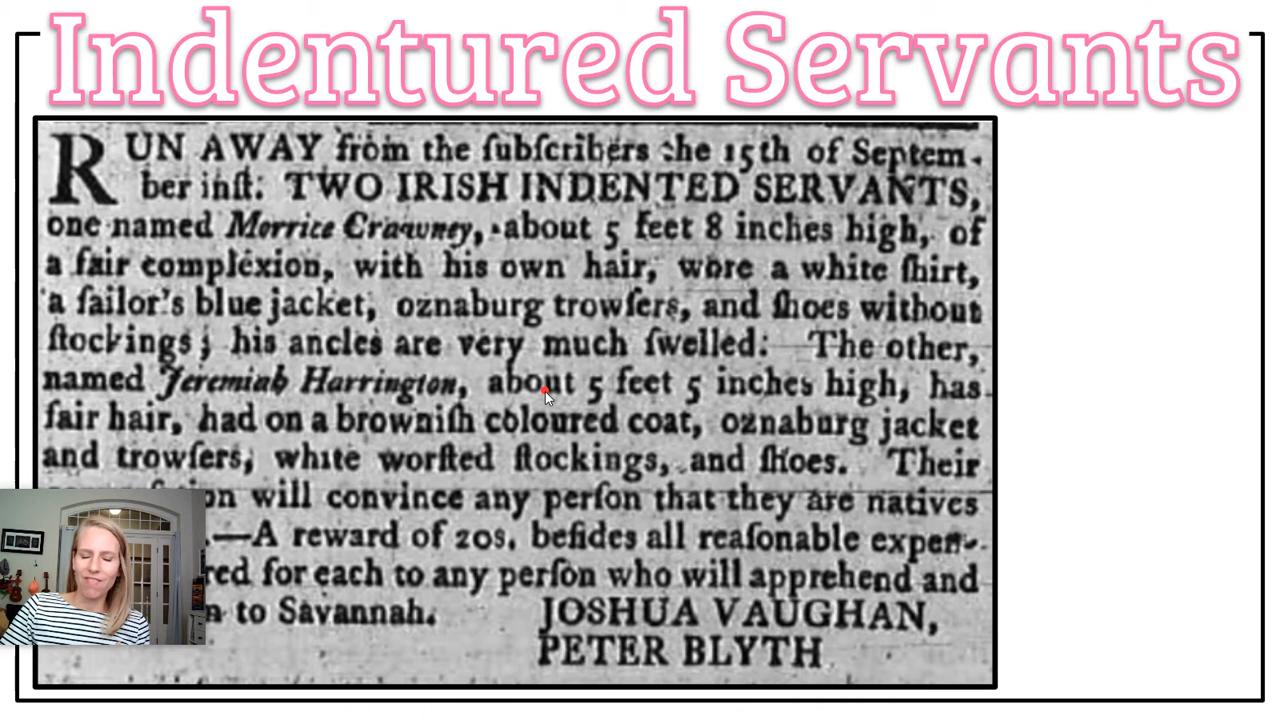 Indentured Servants
RUN AWAY from the ſubſcribers the 15th of Septem-
ber inſt: TWO IRISH INDENTED SERVANTS,
one named Morrice Crawney, about 5 feet 8 inches high, of
a fair complexion, with his own hair, wore a white ſhirt,
a ſailor's blue jacket, oznaburg trowſers, and ſhoes without
ſtockings; his ancles are very much ſwelled: The other,
named Jeremiah Harrington, about 5 feet 5 inches high, has
fair hair, had on a browniſh coloured coat, oznaburg jacket
and trowſers, white worſted ſtockings, and ſhoes. Their
will convince any perſon that they are natives
—A reward of 20s. beſides all reaſonable expen-
for each to any perſon who will apprehend and
to Savannah. JOSHUA VAUGHAN,
PETER BLYTH